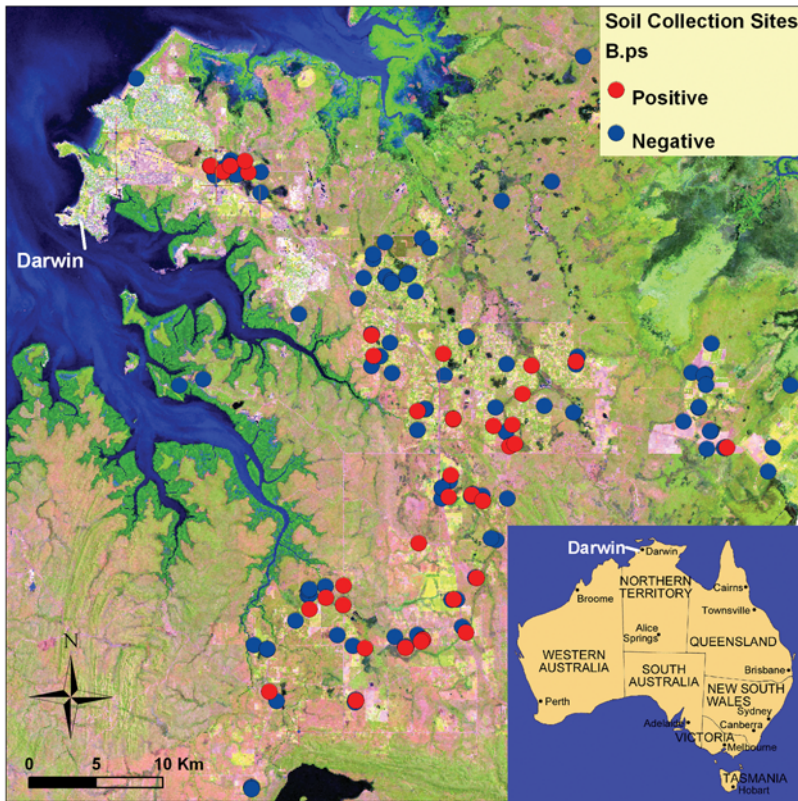 Soil Collection Sites
B.ps
Positive
Negative
Darwin
N
0 5 10 Km
Darwin
Darwin
NORTHERN
TERRITORY
Broome
Cairns
Townsville
Alice
Springs
QUEENSLAND
WESTERN
AUSTRALIA
SOUTH
AUSTRALIA
Brisbane
NEW SOUTH
WALES
Perth
Sydney
Adelaide
Canberra
VICTORIA
Melbourne
TASMANIA
Hobart